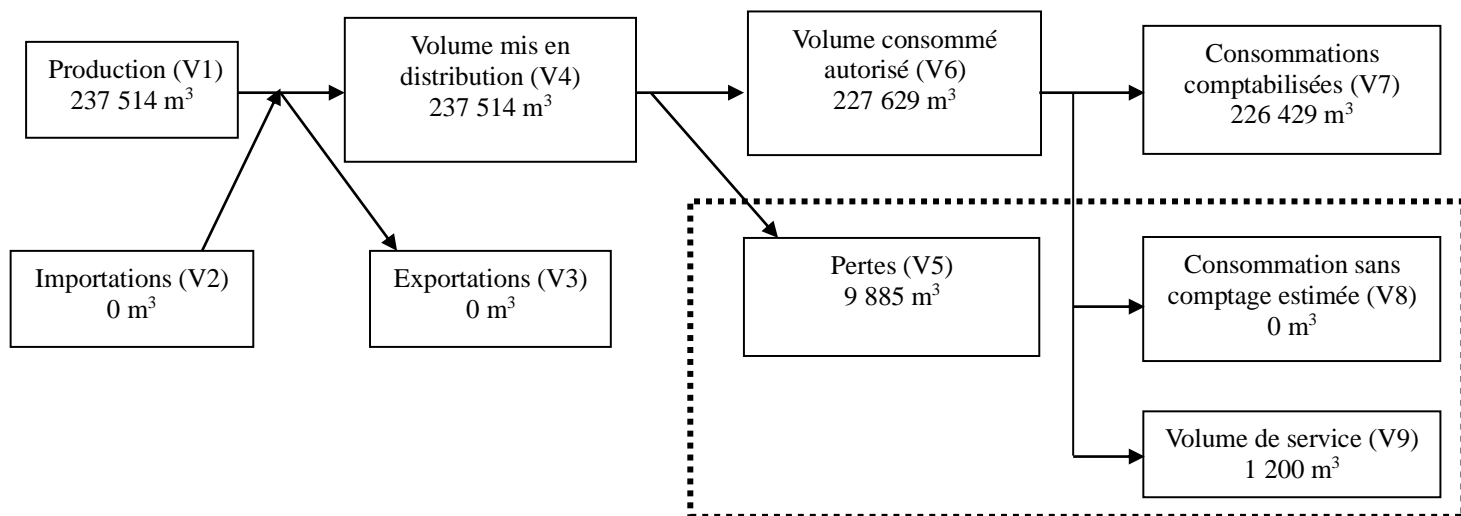 Production (V1)
237 514 m³
Volume mis en
distribution (V4)
237 514 m³
Volume consommé
autorisé (V6)
227 629 m³
Consommations
comptabilisées (V7)
226 429 m³
Importations (V2)
0 m³
Exportations (V3)
0 m³
Pertes (V5)
9 885 m³
Consommation sans
comptage estimée (V8)
0 m³
Volume de service (V9)
1 200 m³